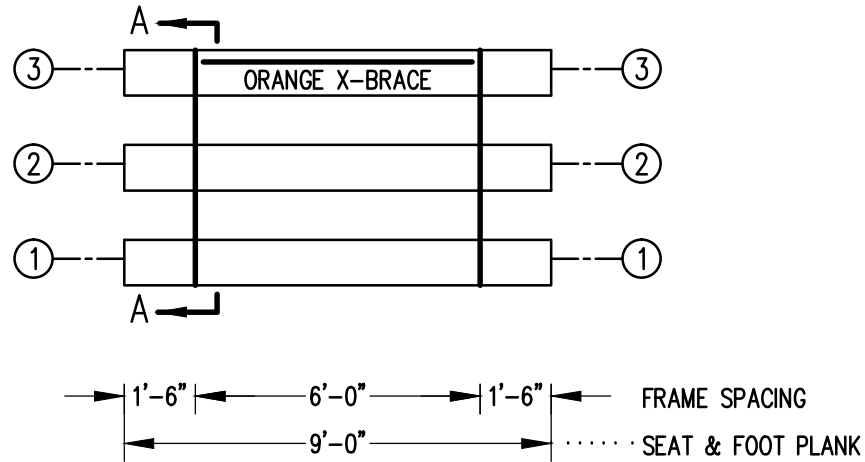 A
3 3
ORANGE X-BRACE
2 2
1 1
A
1'-6" 6'-0" 1'-6" FRAME SPACING
9'-0" SEAT & FOOT PLANK